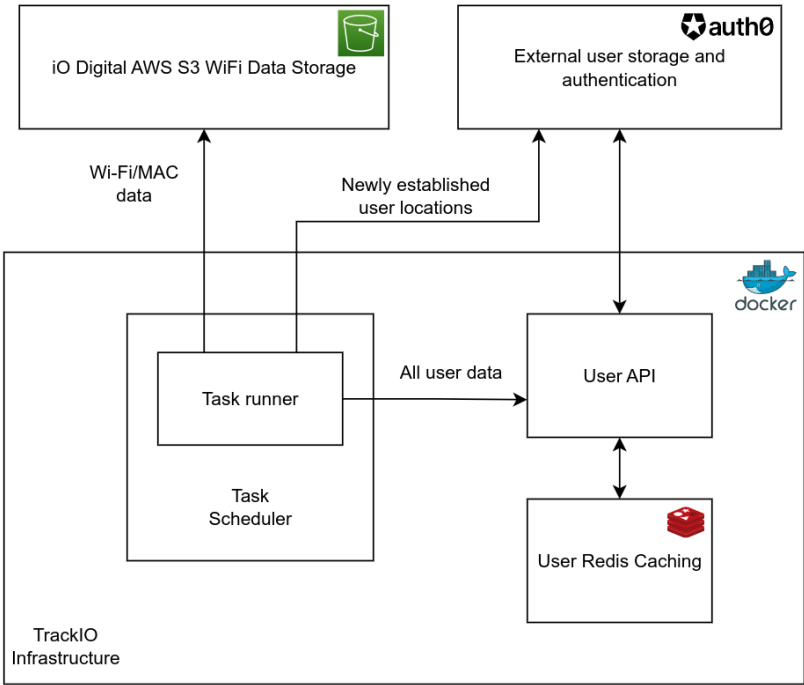 auth0
iO Digital AWS S3 WiFi Data Storage
External user storage and
authentication
Wi-Fi/MAC
data
Newly established
user locations
docker
Task runner
All user data
User API
Task
Scheduler
User Redis Caching
TrackIO
Infrastructure